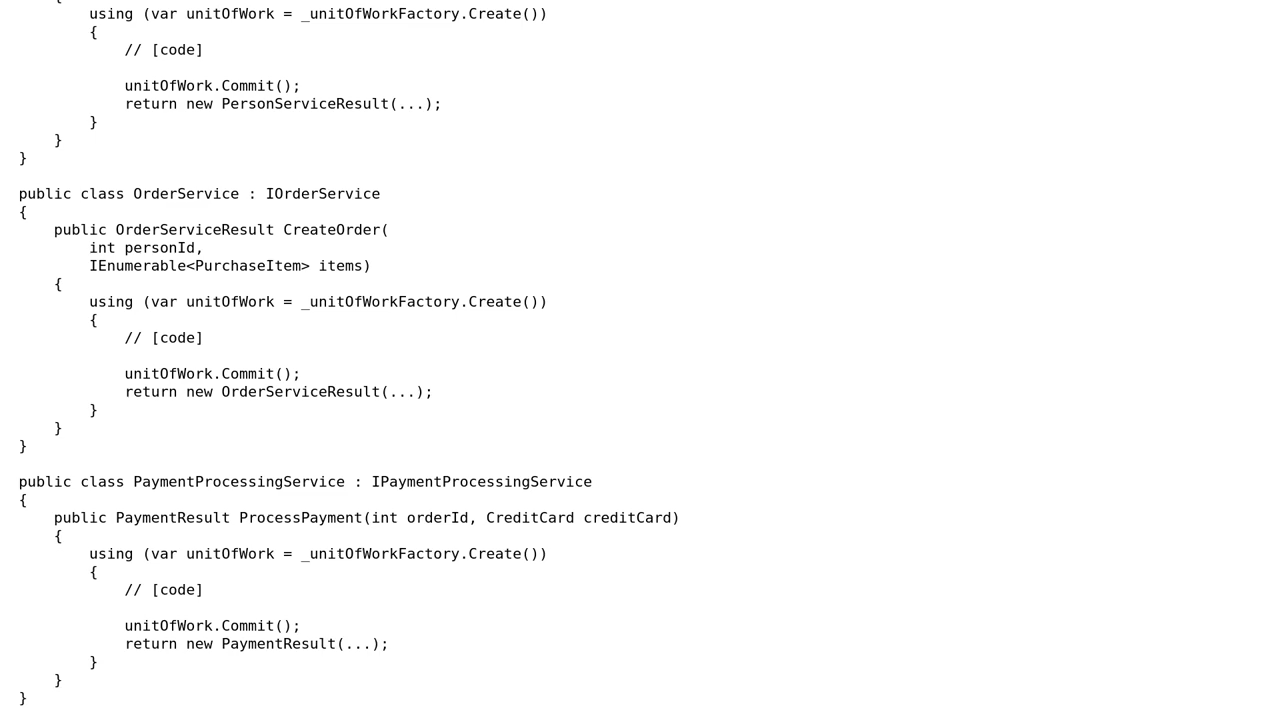 {
        using (var unitOfWork = _unitOfWorkFactory.Create())
        {
            // [code]

            unitOfWork.Commit();
            return new PersonServiceResult(...);
        }
    }
}

public class OrderService : IOrderService
{
    public OrderServiceResult CreateOrder(
        int personId,
        IEnumerable<PurchaseItem> items)
    {
        using (var unitOfWork = _unitOfWorkFactory.Create())
        {
            // [code]

            unitOfWork.Commit();
            return new OrderServiceResult(...);
        }
    }
}

public class PaymentProcessingService : IPaymentProcessingService
{
    public PaymentResult ProcessPayment(int orderId, CreditCard creditCard)
    {
        using (var unitOfWork = _unitOfWorkFactory.Create())
        {
            // [code]

            unitOfWork.Commit();
            return new PaymentResult(...);
        }
    }
}